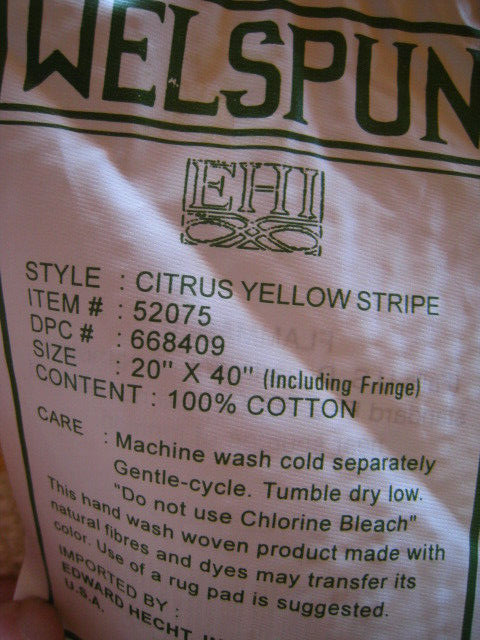 WELSPUN
EHI
STYLE : CITRUS YELLOW STRIPE
ITEM # : 52075
DPC # : 668409
SIZE : 20" X 40" (Including Fringe)
CONTENT : 100% COTTON
CARE : Machine wash cold separately
Gentle-cycle. Tumble dry low.
"Do not use Chlorine Bleach"
This hand wash woven product made with
natural fibres and dyes may transfer its
color. Use of a rug pad is suggested.
IMPORTED BY :
EDWARD HECHT
U.S.A.